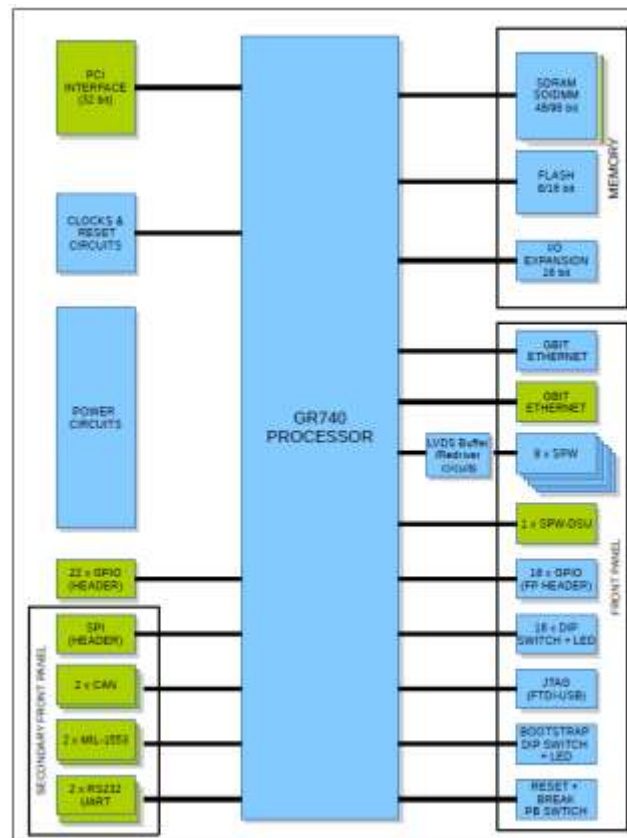 PCI
INTERFACE
(32 bit)
CLOCKS &
RESET
CIRCUITS
POWER
CIRCUITS
22 x GPIO
(HEADER)
SECONDARY FRONT PANEL
SPI
(HEADER)
2 x CAN
2 x MIL-1553
2 x RS232
UART
GR740
PROCESSOR
MEMORY
SDRAM
SOIDMM
48/96 bit
FLASH
8/16 bit
I/O
EXPANSION
16 bit
FRONT PANEL
GBIT
ETHERNET
GBIT
ETHERNET
LVDS Buffer
/Redriver
circuits
8 x SPW
1 x SPW-DSU
16 x GPIO
(FP HEADER)
16 x DIP
SWITCH + LED
JTAG
(FTDI-USB)
BOOTSTRAP
DIP SWITCH
+ LED
RESET +
BREAK
PB SWTICH